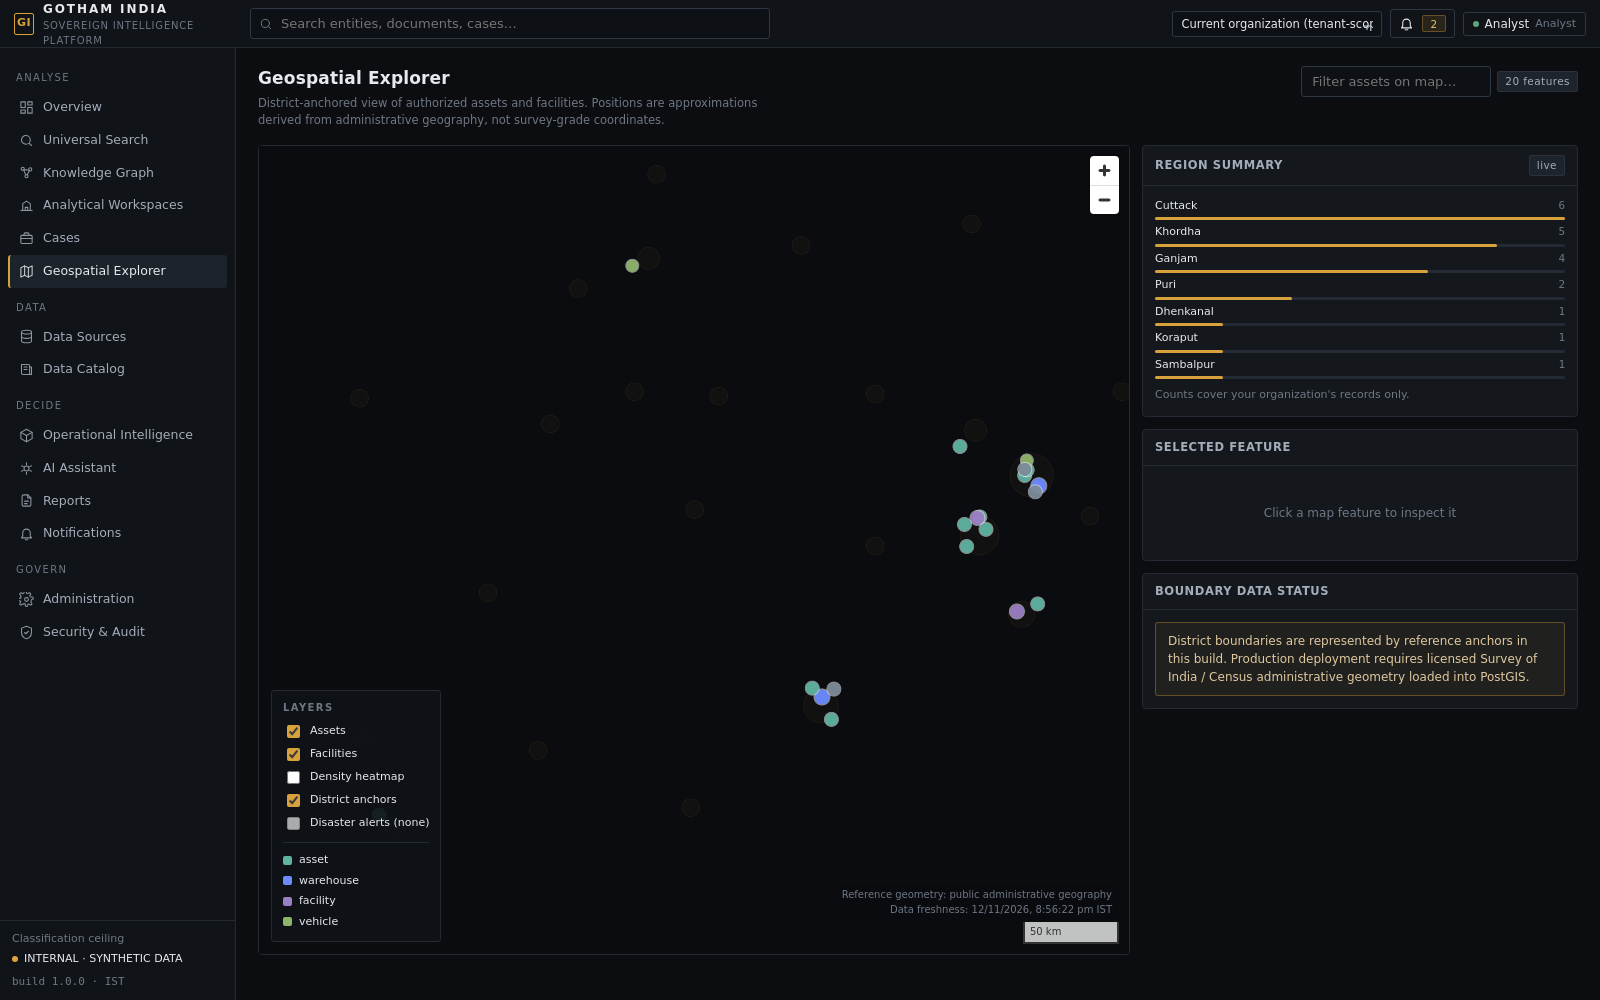 GI
GOTHAM INDIA
SOVEREIGN INTELLIGENCE
PLATFORM
Search entities, documents, cases...
Current organization (tenant-scop
2
Analyst Analyst
ANALYSE
Overview
Universal Search
Knowledge Graph
Analytical Workspaces
Cases
Geospatial Explorer
DATA
Data Sources
Data Catalog
DECIDE
Operational Intelligence
AI Assistant
Reports
Notifications
GOVERN
Administration
Security & Audit
Classification ceiling
INTERNAL · SYNTHETIC DATA
build 1.0.0 · IST
Geospatial Explorer
District-anchored view of authorized assets and facilities. Positions are approximations
derived from administrative geography, not survey-grade coordinates.
Filter assets on map...
20 features
LAYERS
Assets
Facilities
Density heatmap
District anchors
Disaster alerts (none)
asset
warehouse
facility
vehicle
Reference geometry: public administrative geography
Data freshness: 12/11/2026, 8:56:22 pm IST
50 km
REGION SUMMARY
live
Cuttack 6
Khordha 5
Ganjam 4
Puri 2
Dhenkanal 1
Koraput 1
Sambalpur 1
Counts cover your organization's records only.
SELECTED FEATURE
Click a map feature to inspect it
BOUNDARY DATA STATUS
District boundaries are represented by reference anchors in
this build. Production deployment requires licensed Survey of
India / Census administrative geometry loaded into PostGIS.